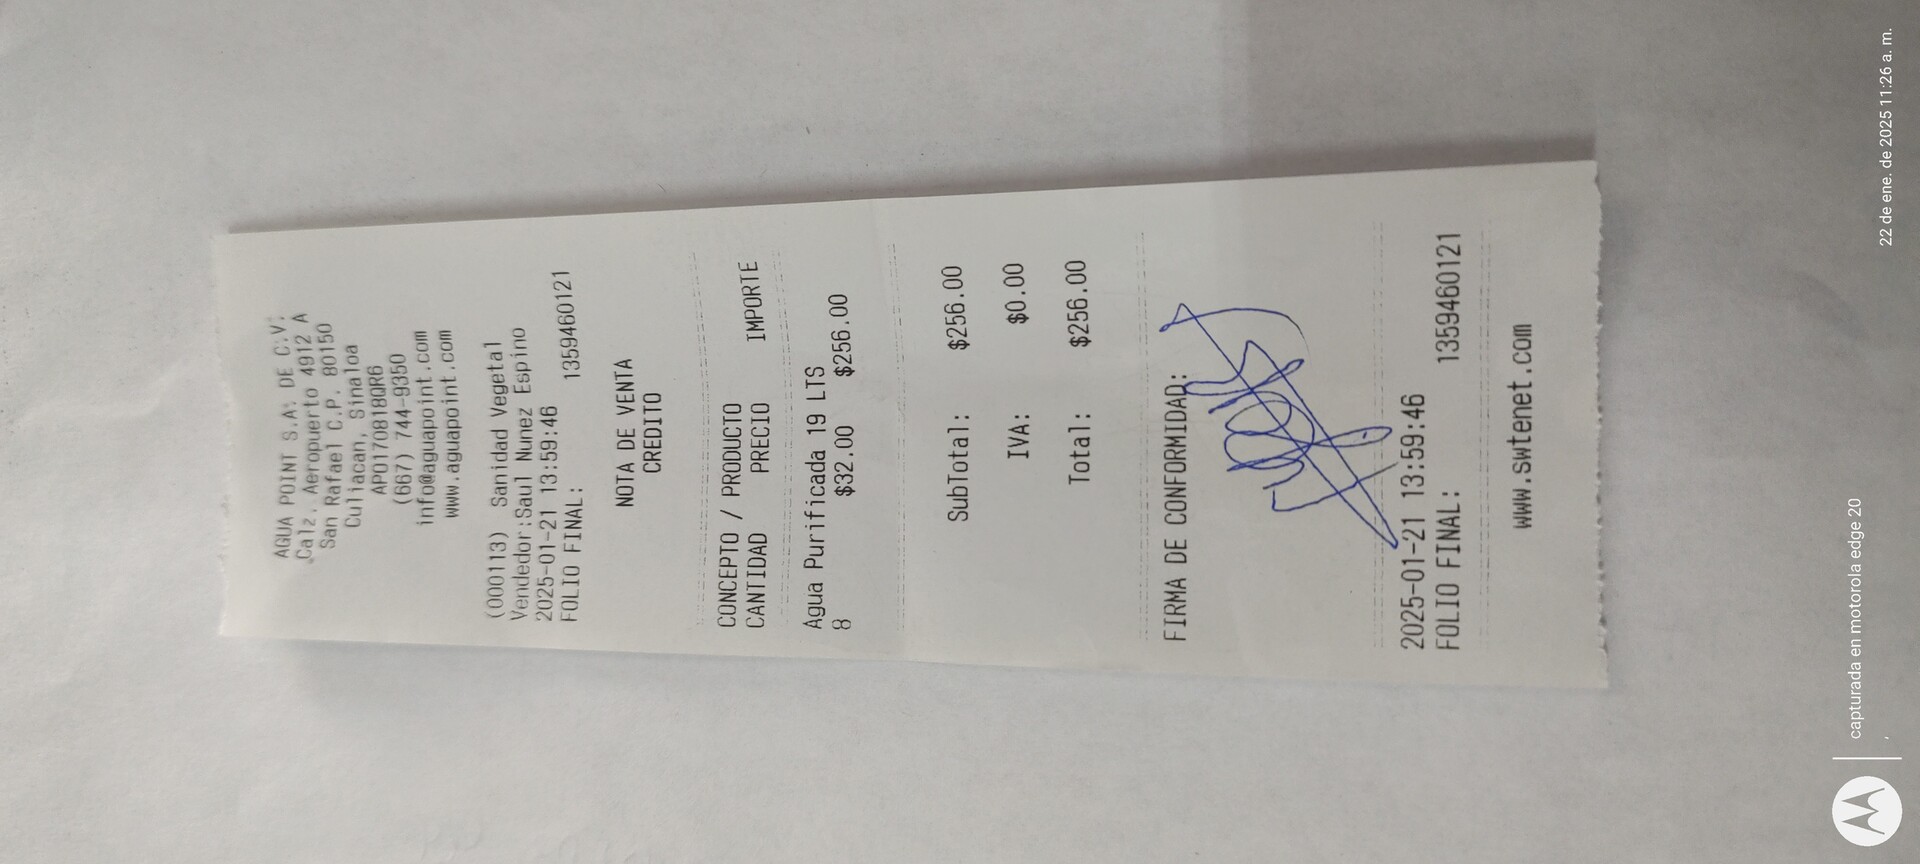 AGUA POINT S.A. DE C.V.
Calz. Aeropuerto 4912 A
San Rafael C.P. 80150
Culiacan, Sinaloa
APO170818QR6
(667) 744-9350
info@aguapoint.com
www.aguapoint.com
(000113) Sanidad Vegetal
Vendedor:Saul Nunez Espino
2025-01-21 13:59:46
FOLIO FINAL: 1359460121
NOTA DE VENTA
CREDITO
CONCEPTO / PRODUCTO
CANTIDAD PRECIO IMPORTE
Agua Purificada 19 LTS
8 $32.00 $256.00
SubTotal: $256.00
IVA: $0.00
Total: $256.00
FIRMA DE CONFORMIDAD:
2025-01-21 13:59:46
FOLIO FINAL: 1359460121
www.swtenet.com
capturada en motorola edge 20
22 de ene. de 2025 11:26 a. m.